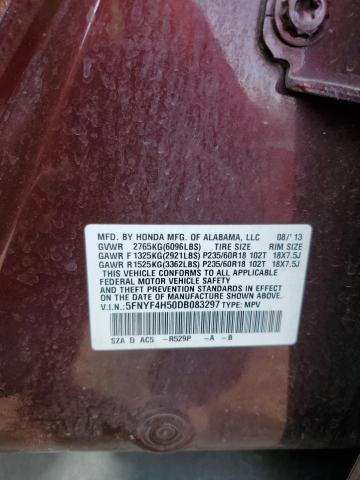 MFD. BY HONDA MFG. OF ALABAMA, LLC 08/'13
GVWR 2765KG(6096LBS) TIRE SIZE RIM SIZE
GAWR F 1325KG(2921LBS) P235/60R18 102T 18X7.5J
GAWR R 1525KG(3362LBS) P235/60R18 102T 18X7.5J
THIS VEHICLE CONFORMS TO ALL APPLICABLE
FEDERAL MOTOR VEHICLE SAFETY, BUMPER,
AND THEFT PREVENTION STANDARDS IN EFFECT
ON THE DATE OF MANUFACTURE SHOWN ABOVE.
V.I.N.: 5FNYF4H50DB083297 TYPE: MPV
SZA D AC5 -R529P -A -B